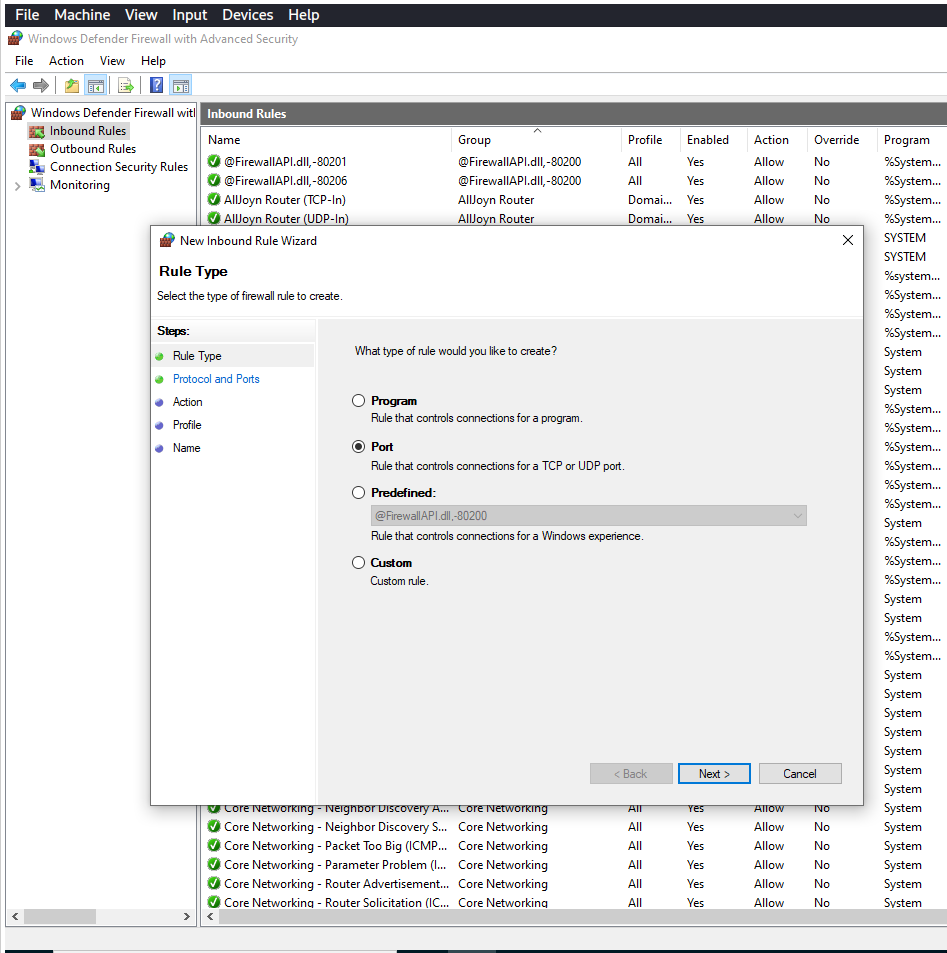 File Machine View Input Devices Help
Windows Defender Firewall with Advanced Security
File Action View Help
Windows Defender Firewall wit
Inbound Rules
Outbound Rules
Connection Security Rules
Monitoring
Inbound Rules
Name Group Profile Enabled Action Override Program
@FirewallAPI.dll,-80201 @FirewallAPI.dll,-80200 All Yes Allow No %System...
@FirewallAPI.dll,-80206 @FirewallAPI.dll,-80200 All Yes Allow No %System...
AllJoyn Router (TCP-In) AllJoyn Router Domai... Yes Allow No %System...
AllJoyn Router (UDP-In) AllJoyn Router Domai... Yes Allow No %System...
SYSTEM
SYSTEM
%system...
%System...
%System...
%System...
System
System
System
%System...
%System...
%System...
%System...
%System...
%System...
System
%System...
%System...
%System...
System
System
%System...
%System...
System
System
System
System
System
System
System
New Inbound Rule Wizard
Rule Type
Select the type of firewall rule to create.
Steps:
Rule Type
Protocol and Ports
Action
Profile
Name
What type of rule would you like to create?
Program
Rule that controls connections for a program.
Port
Rule that controls connections for a TCP or UDP port.
Predefined:
@FirewallAPI.dll,-80200
Rule that controls connections for a Windows experience.
Custom
Custom rule.
< Back Next > Cancel
Core Networking - Neighbor Discovery A... Core Networking All Yes Allow No System
Core Networking - Neighbor Discovery S... Core Networking All Yes Allow No System
Core Networking - Packet Too Big (ICMP... Core Networking All Yes Allow No System
Core Networking - Parameter Problem (I... Core Networking All Yes Allow No System
Core Networking - Router Advertisement... Core Networking All Yes Allow No System
Core Networking - Router Solicitation (IC... Core Networking All Yes Allow No System